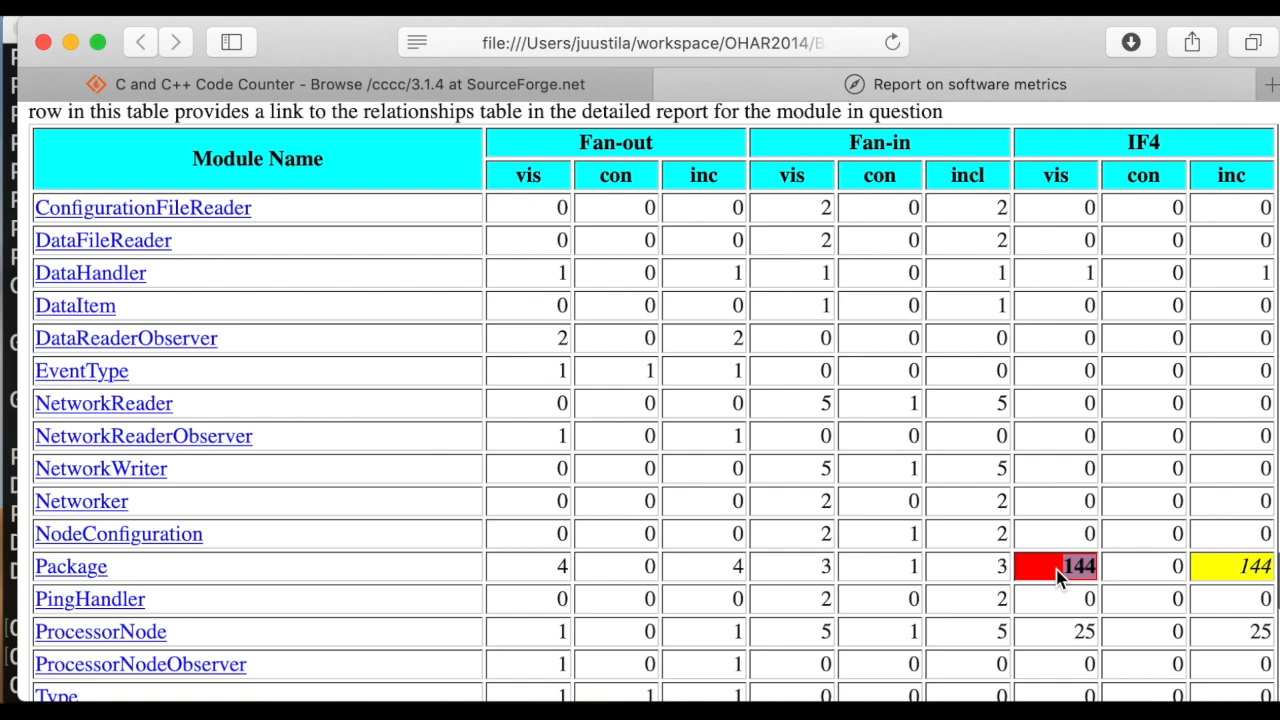 file:///Users/juustila/workspace/OHAR2014/B
C and C++ Code Counter - Browse /cccc/3.1.4 at SourceForge.net
Report on software metrics
row in this table provides a link to the relationships table in the detailed report for the module in question
Module Name Fan-out Fan-in IF4
vis con inc vis con incl vis con inc
ConfigurationFileReader 0 0 0 2 0 2 0 0 0
DataFileReader 0 0 0 2 0 2 0 0 0
DataHandler 1 0 1 1 0 1 1 0 1
DataItem 0 0 0 1 0 1 0 0 0
DataReaderObserver 2 0 2 0 0 0 0 0 0
EventType 1 1 1 0 0 0 0 0 0
NetworkReader 0 0 0 5 1 5 0 0 0
NetworkReaderObserver 1 0 1 0 0 0 0 0 0
NetworkWriter 0 0 0 5 1 5 0 0 0
Networker 0 0 0 2 0 2 0 0 0
NodeConfiguration 0 0 0 2 1 2 0 0 0
Package 4 0 4 3 1 3 144 0 144
PingHandler 0 0 0 2 0 2 0 0 0
ProcessorNode 1 0 1 5 1 5 25 0 25
ProcessorNodeObserver 1 0 1 0 0 0 0 0 0
Type 1 1 1 0 0 0 0 0 0